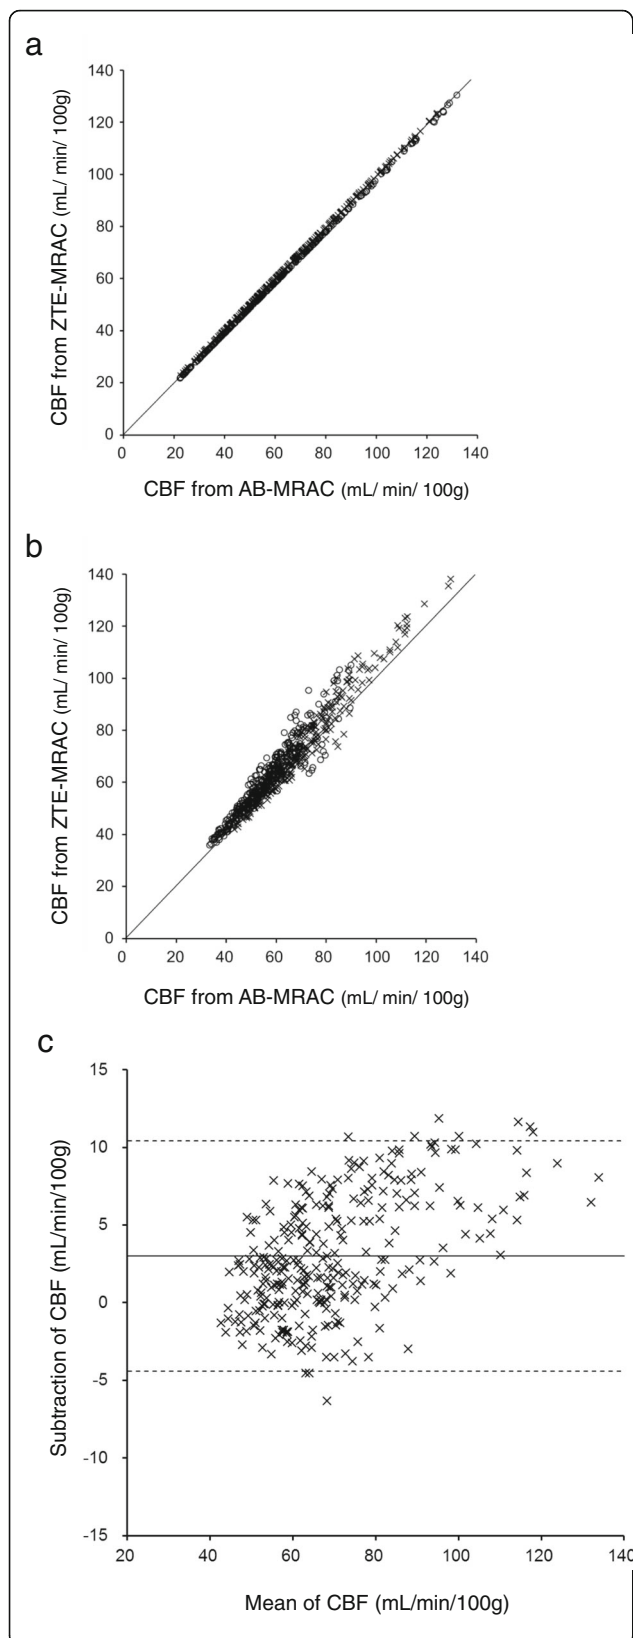 a
140
120
100
80
60
40
20
0
0 20 40 60 80 100 120 140
CBF from ZTE-MRAC (mL/ min/ 100g)
CBF from AB-MRAC (mL/ min/ 100g)
b
140
120
100
80
60
40
20
0
0 20 40 60 80 100 120 140
CBF from ZTE-MRAC (mL/ min/ 100g)
CBF from AB-MRAC (mL/ min/ 100g)
c
15
10
5
0
-5
-10
-15
20 40 60 80 100 120 140
Subtraction of CBF (mL/min/100g)
Mean of CBF (mL/min/100g)